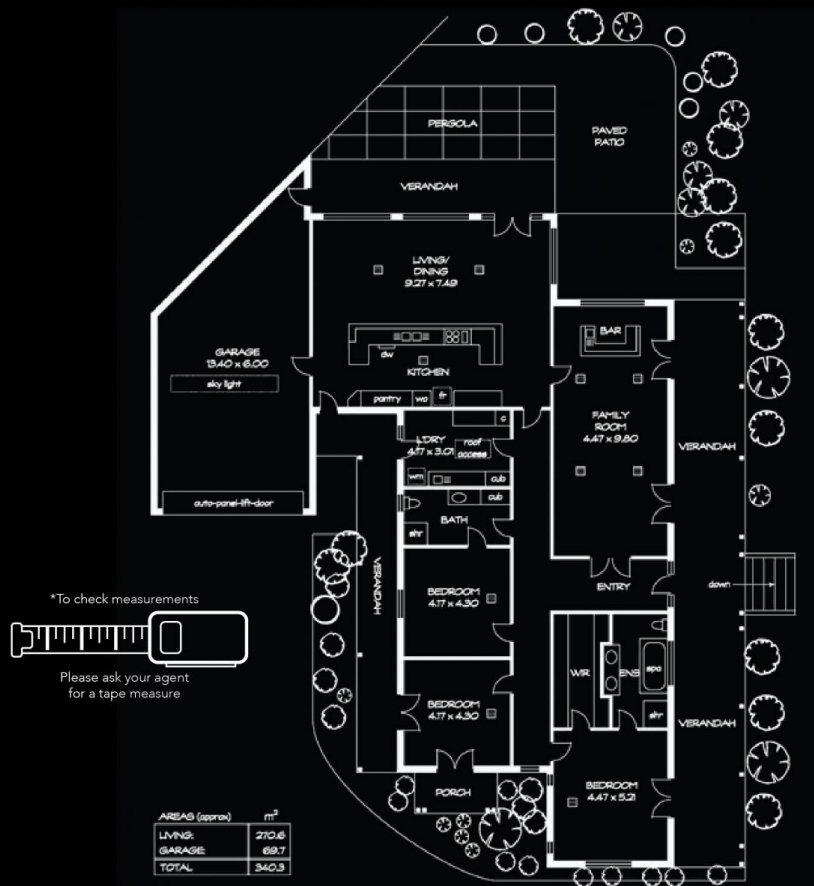 PERGOLA
PAVED
PATIO
VERANDAH
LIVING/
DINING
9.27 x 7.49
BAR
GARAGE
13.40 x 6.00
dw
KITCHEN
sky light
pantry
wo
fr
FAMILY
ROOM
4.47 x 9.80
c
L'DRY
4.17 x 3.01
roof
access
VERANDAH
wm
cub
auto-panel-lift-door
cub
BATH
shr
VERANDAH
ENTRY
down
*To check measurements
BEDROOM
4.17 x 4.30
Please ask your agent
for a tape measure
WIR
ENS
spa
BEDROOM
4.17 x 4.30
shr
VERANDAH
BEDROOM
4.47 x 5.21
PORCH
AREAS (approx) m²
LIVING: 270.6
GARAGE: 69.7
TOTAL 340.3